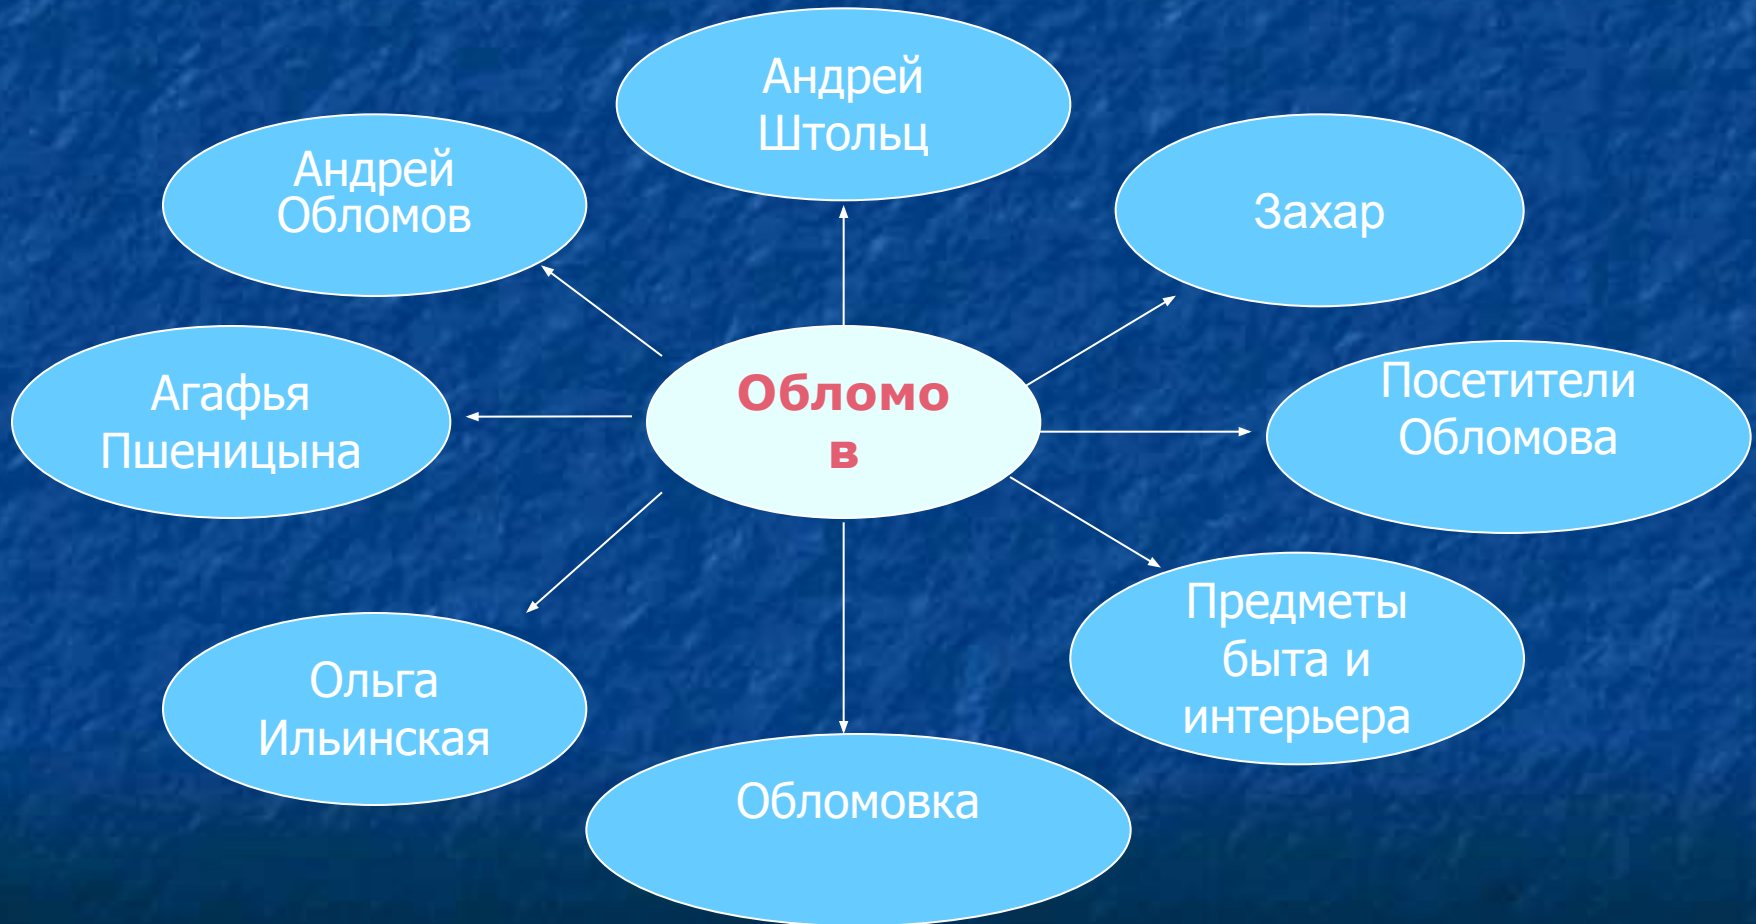 Андрей
Штольц
Андрей
Обломов
Захар
Агафья
Пшеницына
Обломо
в
Посетители
Обломова
Предметы
быта и
интерьера
Ольга
Ильинская
Обломовка